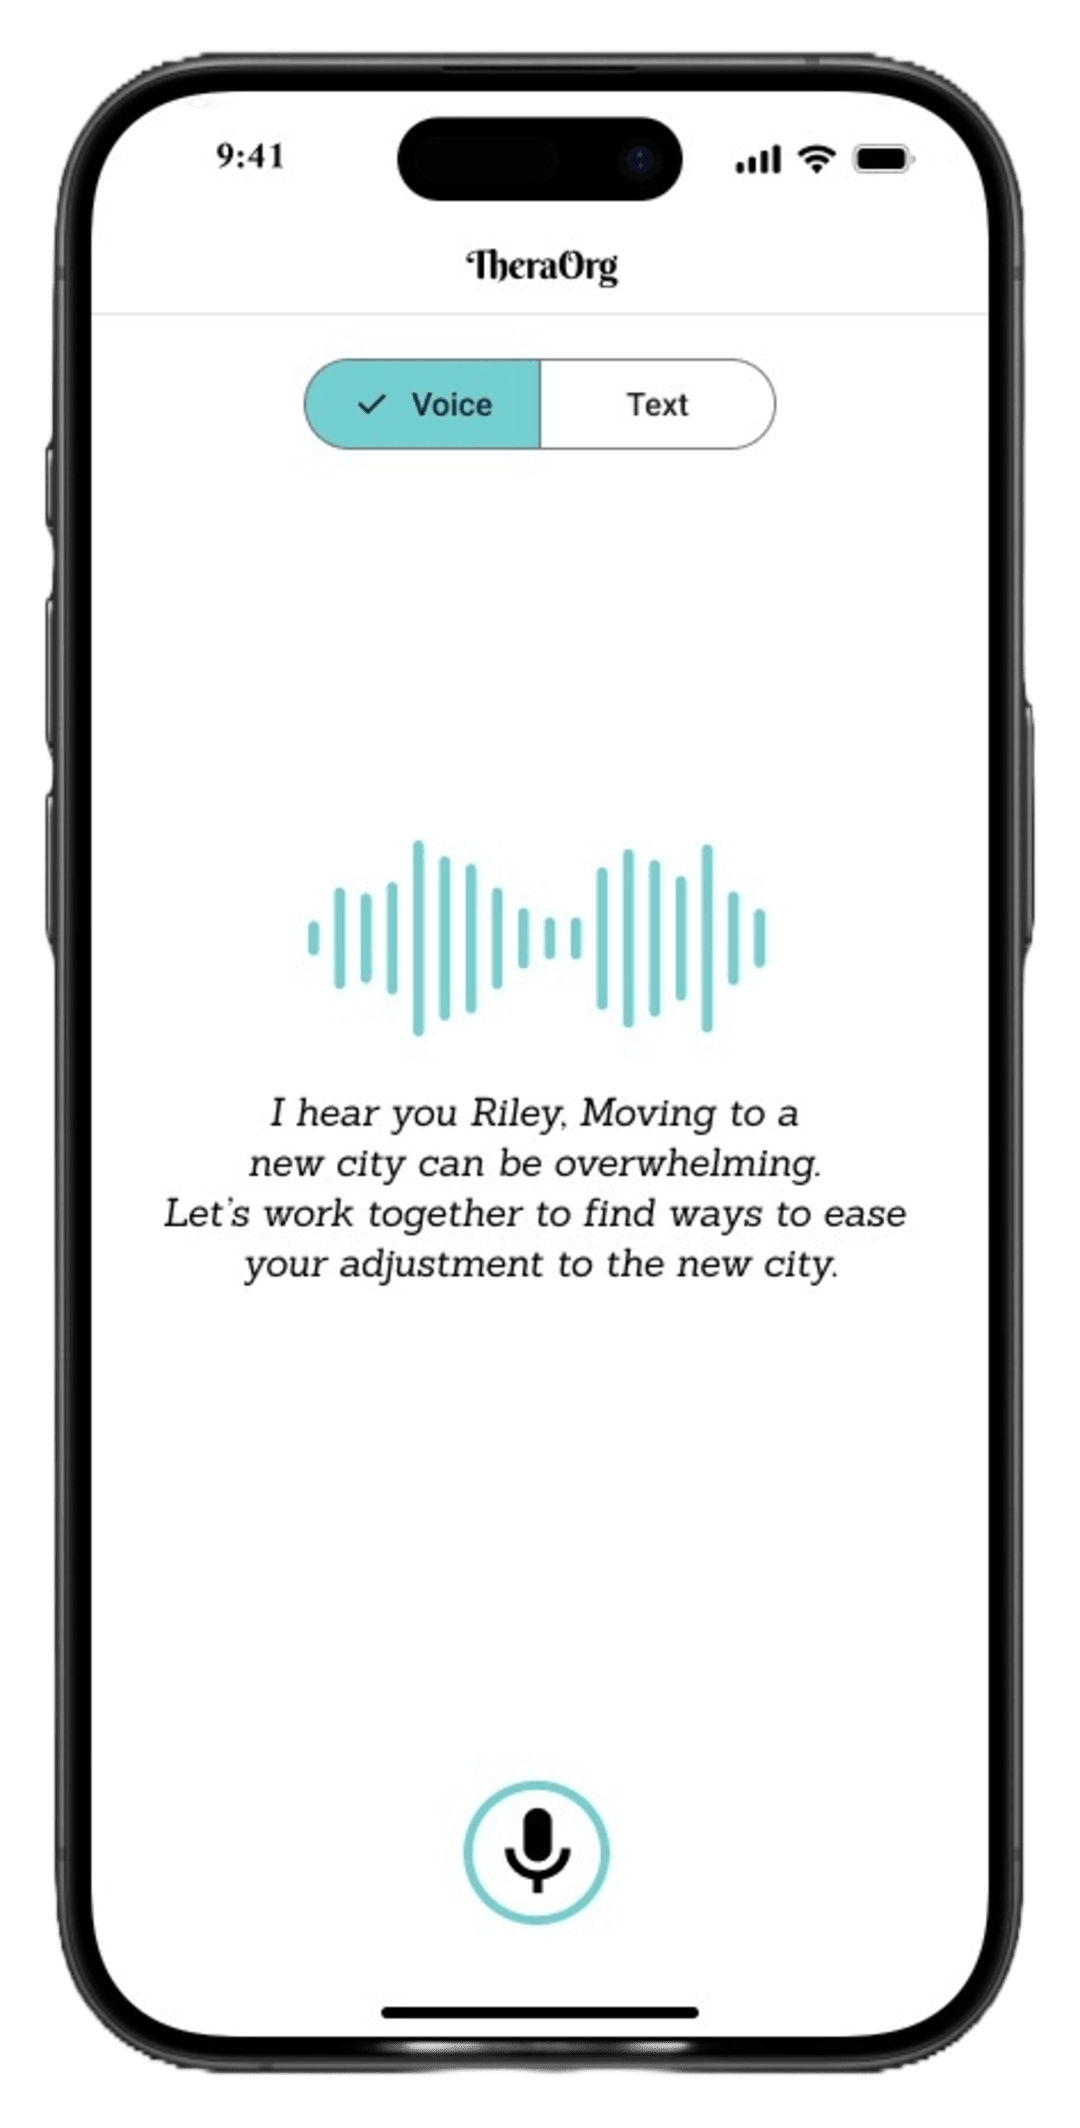 9:41
TheraOrg
Voice
Text
I hear you Riley, Moving to a
new city can be overwhelming.
Let's work together to find ways to ease
your adjustment to the new city.